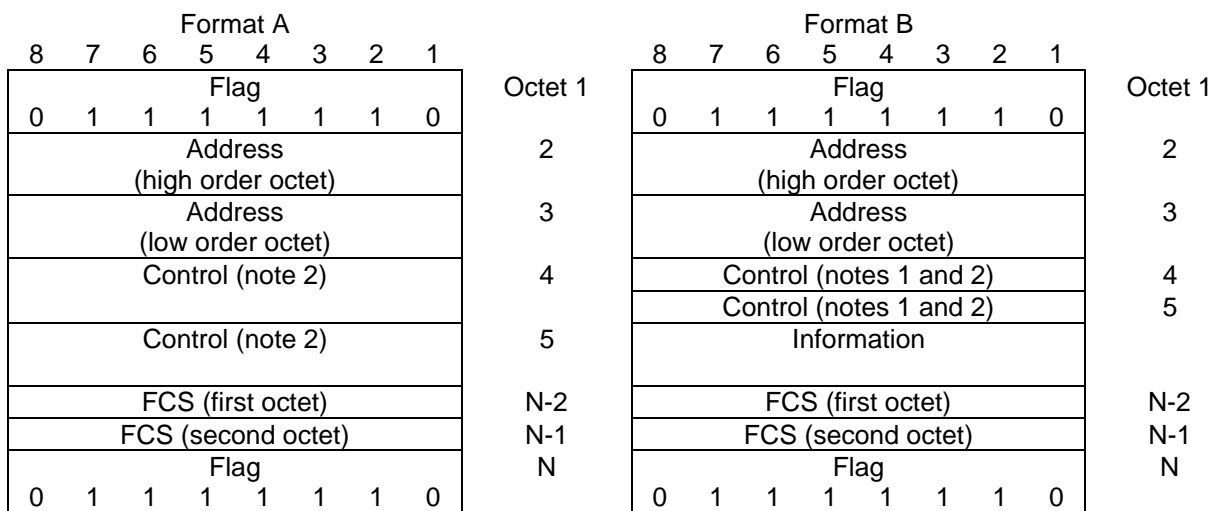 Format A
8 7 6 5 4 3 2 1
Flag Octet 1
0 1 1 1 1 1 1 0
Address 2
(high order octet)
Address 3
(low order octet)
Control (note 2) 4
Control (note 2) 5
FCS (first octet) N-2
FCS (second octet) N-1
Flag N
0 1 1 1 1 1 1 0
Format B
8 7 6 5 4 3 2 1
Flag Octet 1
0 1 1 1 1 1 1 0
Address 2
(high order octet)
Address 3
(low order octet)
Control (notes 1 and 2) 4
Control (notes 1 and 2) 5
Information
FCS (first octet) N-2
FCS (second octet) N-1
Flag N
0 1 1 1 1 1 1 0